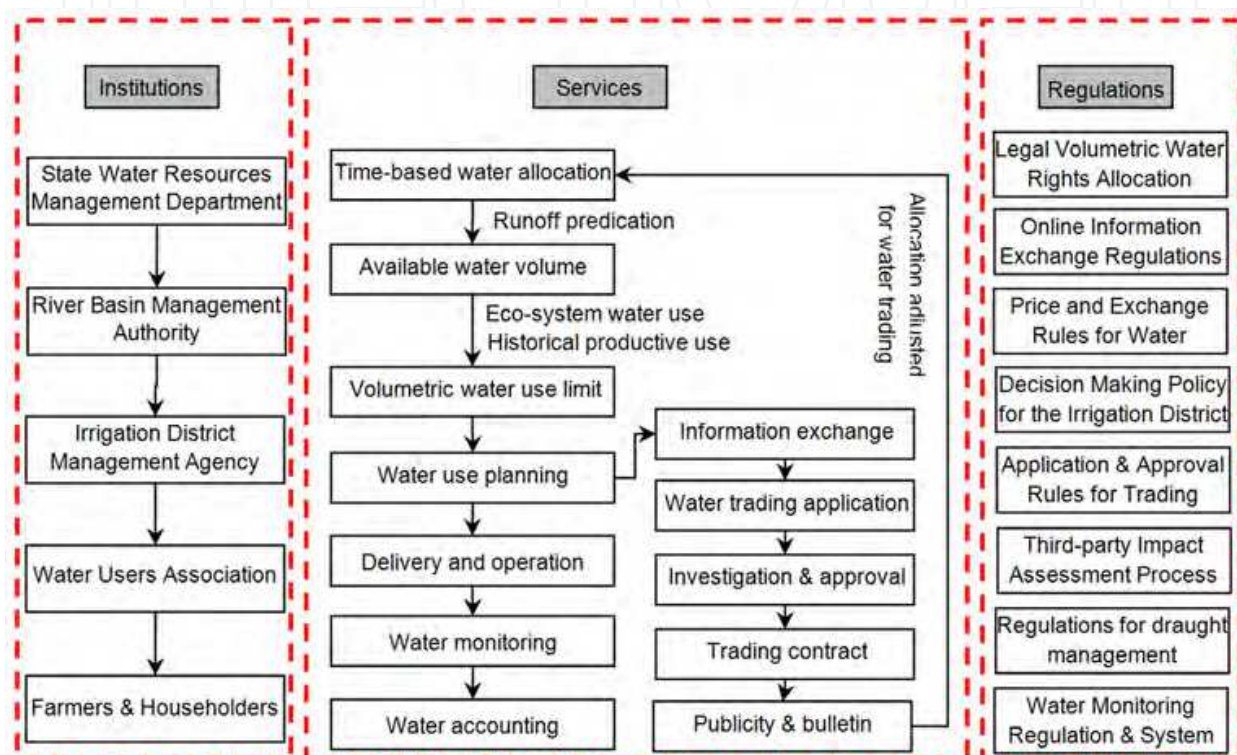 Institutions
State Water Resources
Management Department
River Basin Management
Authority
Irrigation District
Management Agency
Water Users Association
Farmers & Householders
Services
Time-based water allocation
Runoff predication
Available water volume
Eco-system water use
Historical productive use
Volumetric water use limit
Water use planning
Delivery and operation
Water monitoring
Water accounting
Information exchange
Water trading application
Investigation & approval
Trading contract
Publicity & bulletin
Allocation adjusted
for water trading
Regulations
Legal Volumetric Water
Rights Allocation
Online Information
Exchange Regulations
Price and Exchange
Rules for Water
Decision Making Policy
for the Irrigation District
Application & Approval
Rules for Trading
Third-party Impact
Assessment Process
Regulations for draught
management
Water Monitoring
Regulation & System